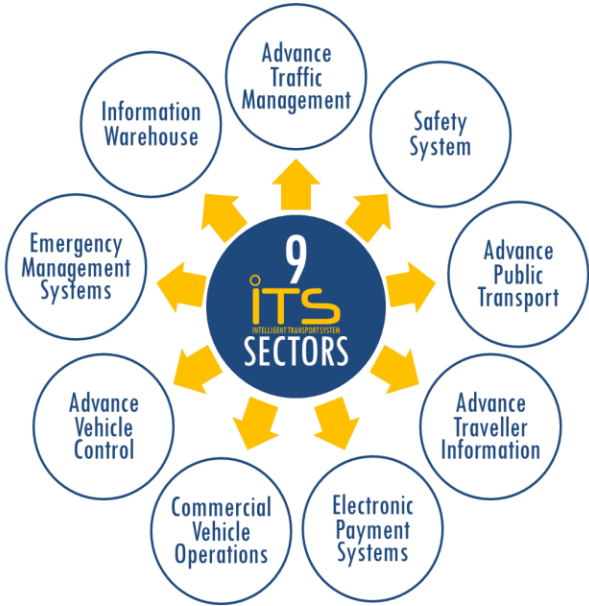 Advance
Traffic
Management
Safety
System
Advance
Public
Transport
Advance
Traveller
Information
Electronic
Payment
Systems
Commercial
Vehicle
Operations
Advance
Vehicle
Control
Emergency
Management
Systems
Information
Warehouse
9
iTS
INTELLIGENT TRANSPORT SYSTEM
SECTORS